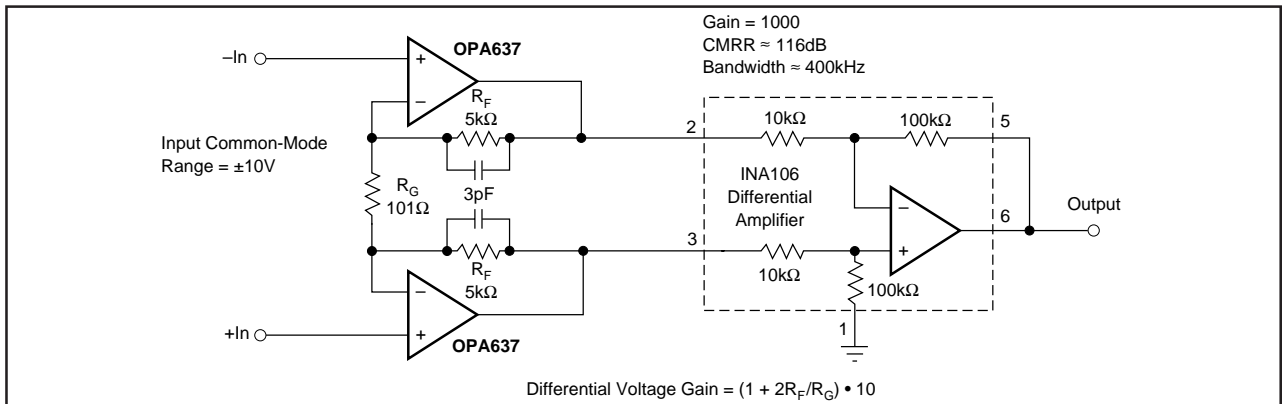 Gain = 1000
CMRR ≈ 116dB
Bandwidth ≈ 400kHz
OPA637
–In
+
–
R_F
5kΩ
Input Common-Mode
Range = ±10V
R_G
101Ω
3pF
R_F
5kΩ
–
+
+In
OPA637
2
10kΩ
100kΩ
5
INA106
Differential
Amplifier
–
+
6
Output
3
10kΩ
100kΩ
1
Differential Voltage Gain = (1 + 2R_F/R_G) • 10